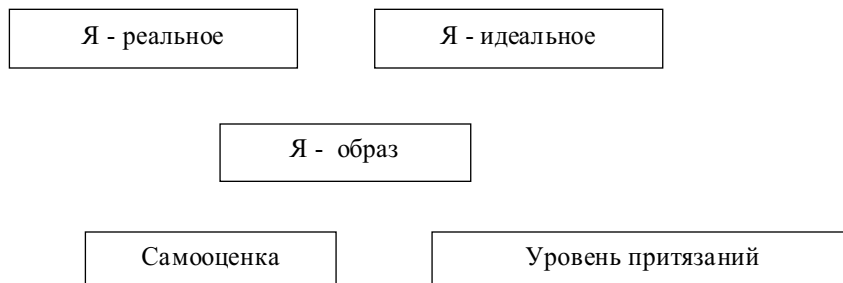 Я - реальное
Я - идеальное
Я - образ
Самооценка
Уровень притязаний